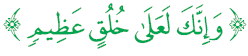 ﴿ وَإِنَّكَ لَعَلَىٰ خُلُقٍ عَظِيمٍ ﴾